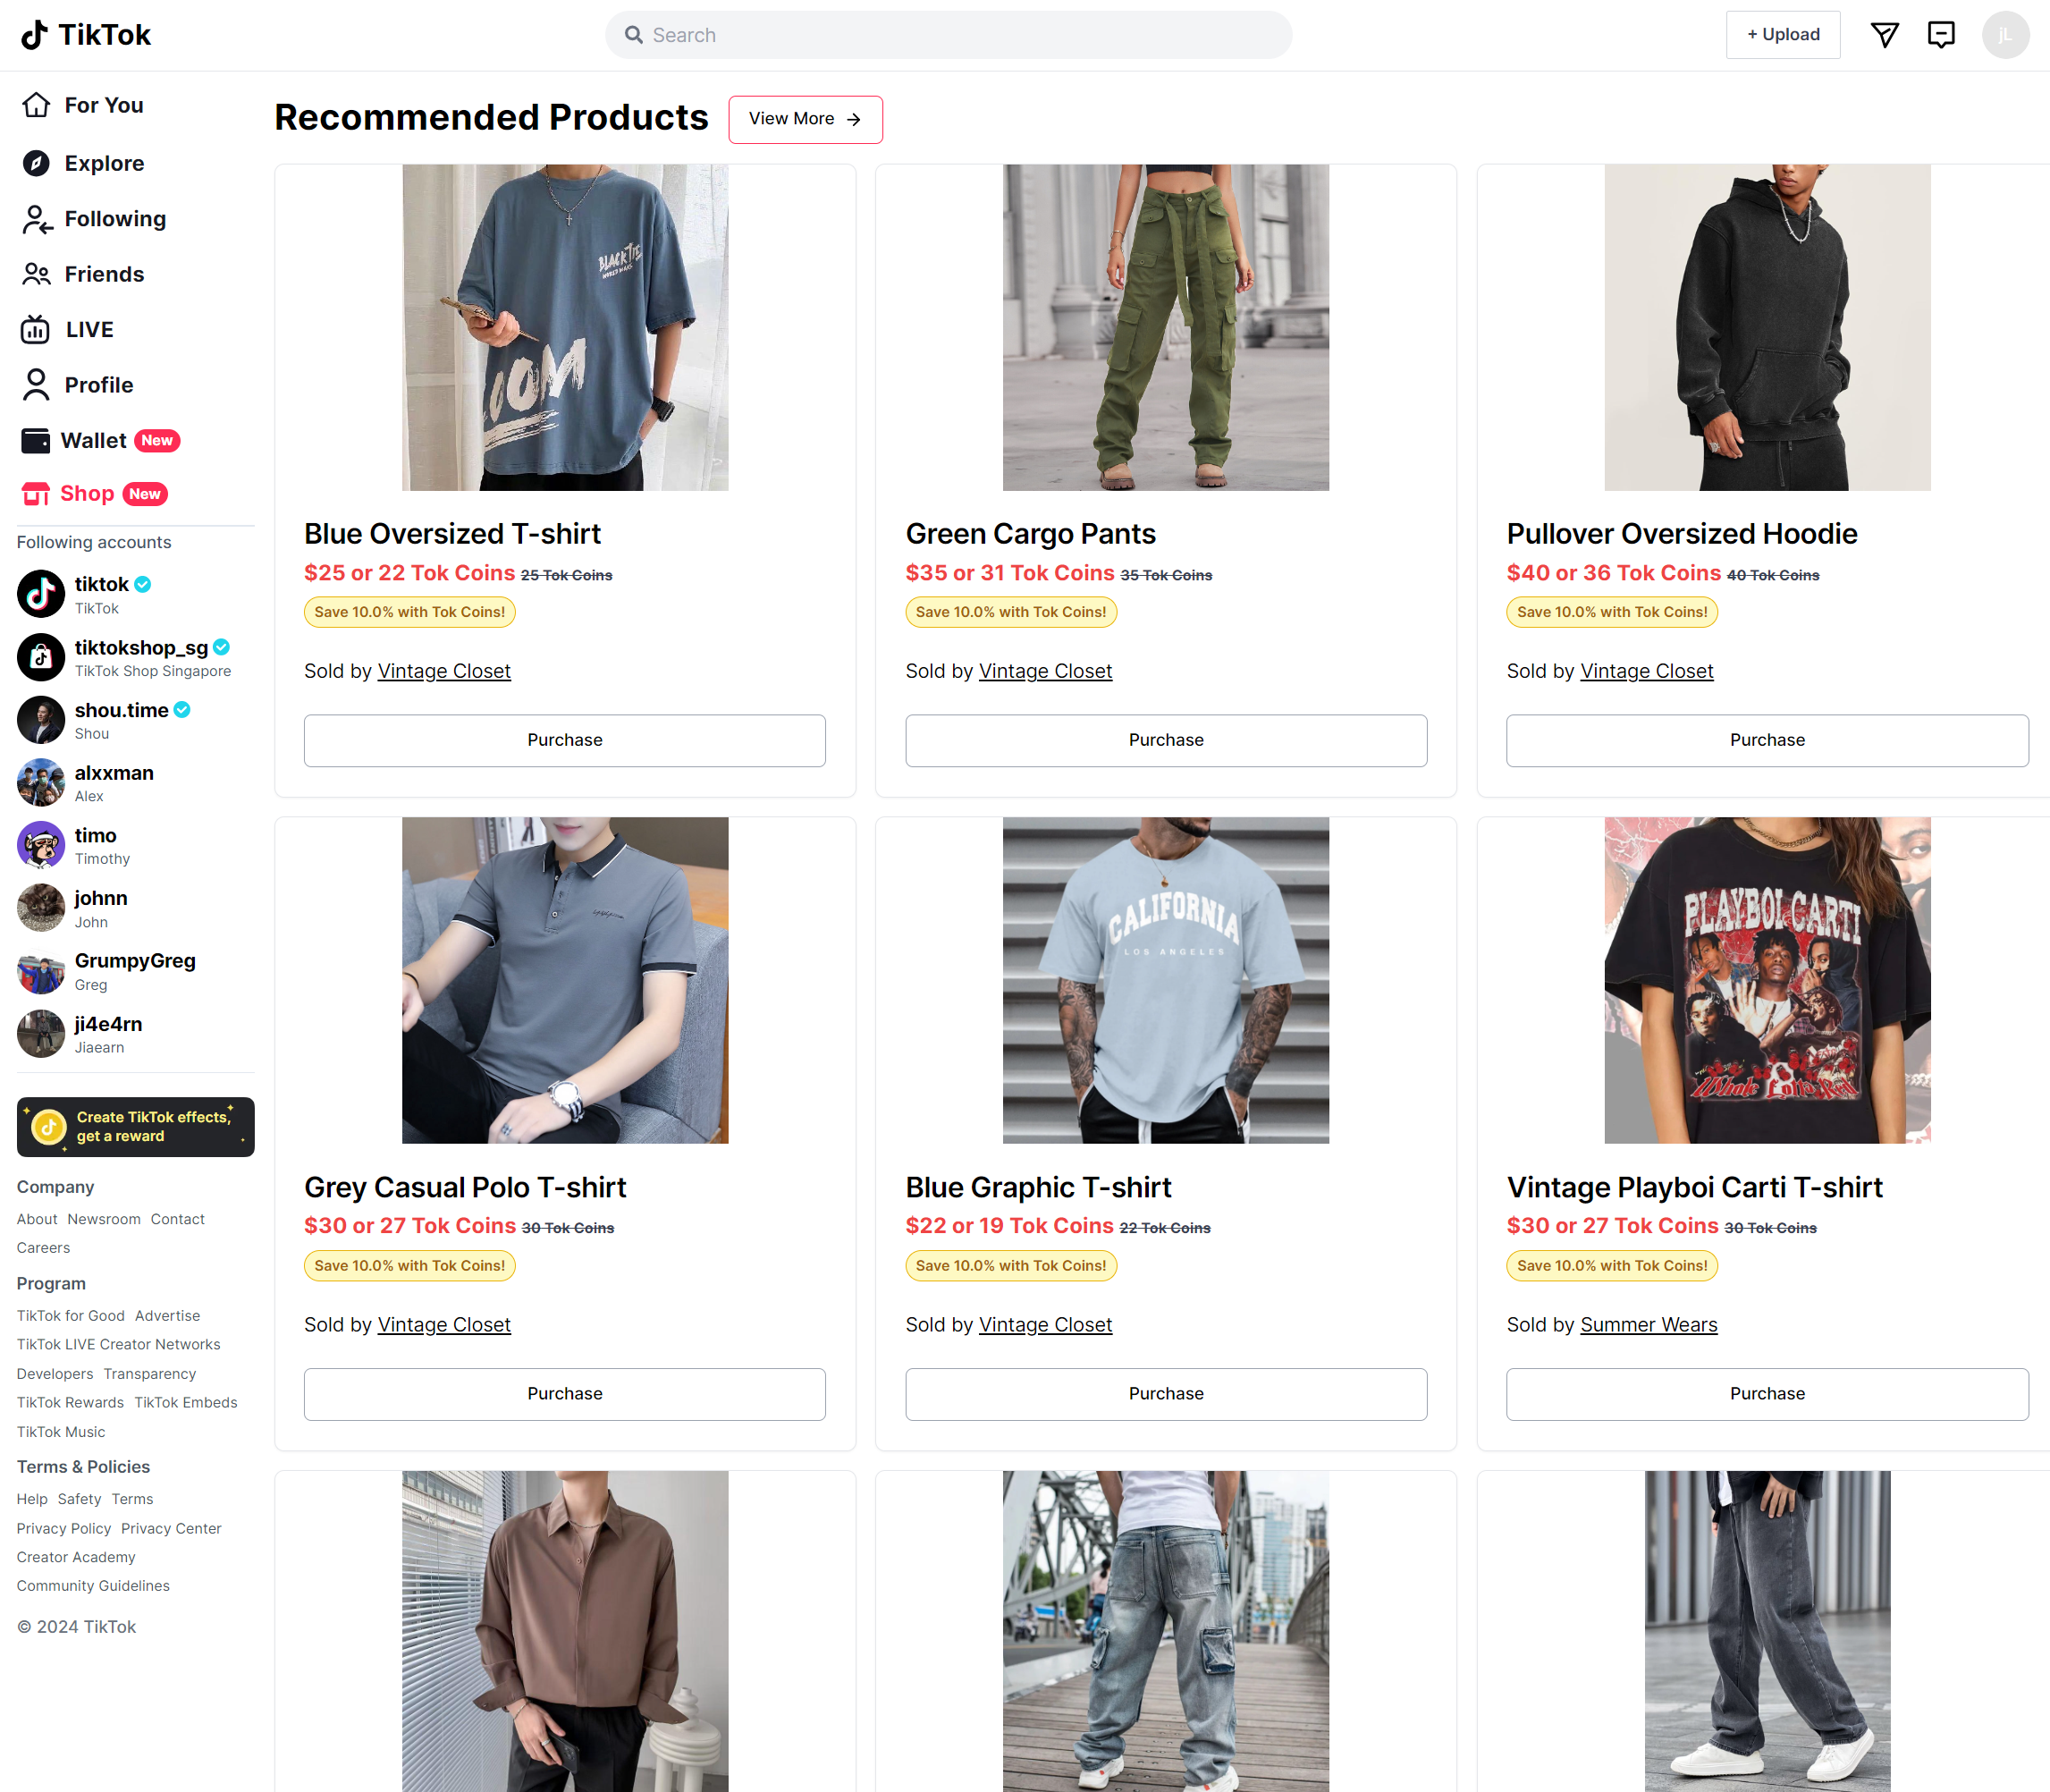 TikTok
Search
+ Upload
jL
For You
Explore
Following
Friends
LIVE
Profile
Wallet New
Shop New
Following accounts
tiktok
TikTok
tiktokshop_sg
TikTok Shop Singapore
shou.time
Shou
alxxman
Alex
timo
Timothy
johnn
John
GrumpyGreg
Greg
ji4e4rn
Jiaearn
Create TikTok effects,
get a reward
Company
About Newsroom Contact
Careers
Program
TikTok for Good Advertise
TikTok LIVE Creator Networks
Developers Transparency
TikTok Rewards TikTok Embeds
TikTok Music
Terms & Policies
Help Safety Terms
Privacy Policy Privacy Center
Creator Academy
Community Guidelines
© 2024 TikTok
Recommended Products
View More →
BLACK TIE
Blue Oversized T-shirt
$25 or 22 Tok Coins 25 Tok Coins
Save 10.0% with Tok Coins!
Sold by Vintage Closet
Purchase
Green Cargo Pants
$35 or 31 Tok Coins 35 Tok Coins
Save 10.0% with Tok Coins!
Sold by Vintage Closet
Purchase
Pullover Oversized Hoodie
$40 or 36 Tok Coins 40 Tok Coins
Save 10.0% with Tok Coins!
Sold by Vintage Closet
Purchase
Grey Casual Polo T-shirt
$30 or 27 Tok Coins 30 Tok Coins
Save 10.0% with Tok Coins!
Sold by Vintage Closet
Purchase
CALIFORNIA
LOS ANGELES
Blue Graphic T-shirt
$22 or 19 Tok Coins 22 Tok Coins
Save 10.0% with Tok Coins!
Sold by Vintage Closet
Purchase
PLAYBOI CARTI
Whole Lotta Red
Vintage Playboi Carti T-shirt
$30 or 27 Tok Coins 30 Tok Coins
Save 10.0% with Tok Coins!
Sold by Summer Wears
Purchase